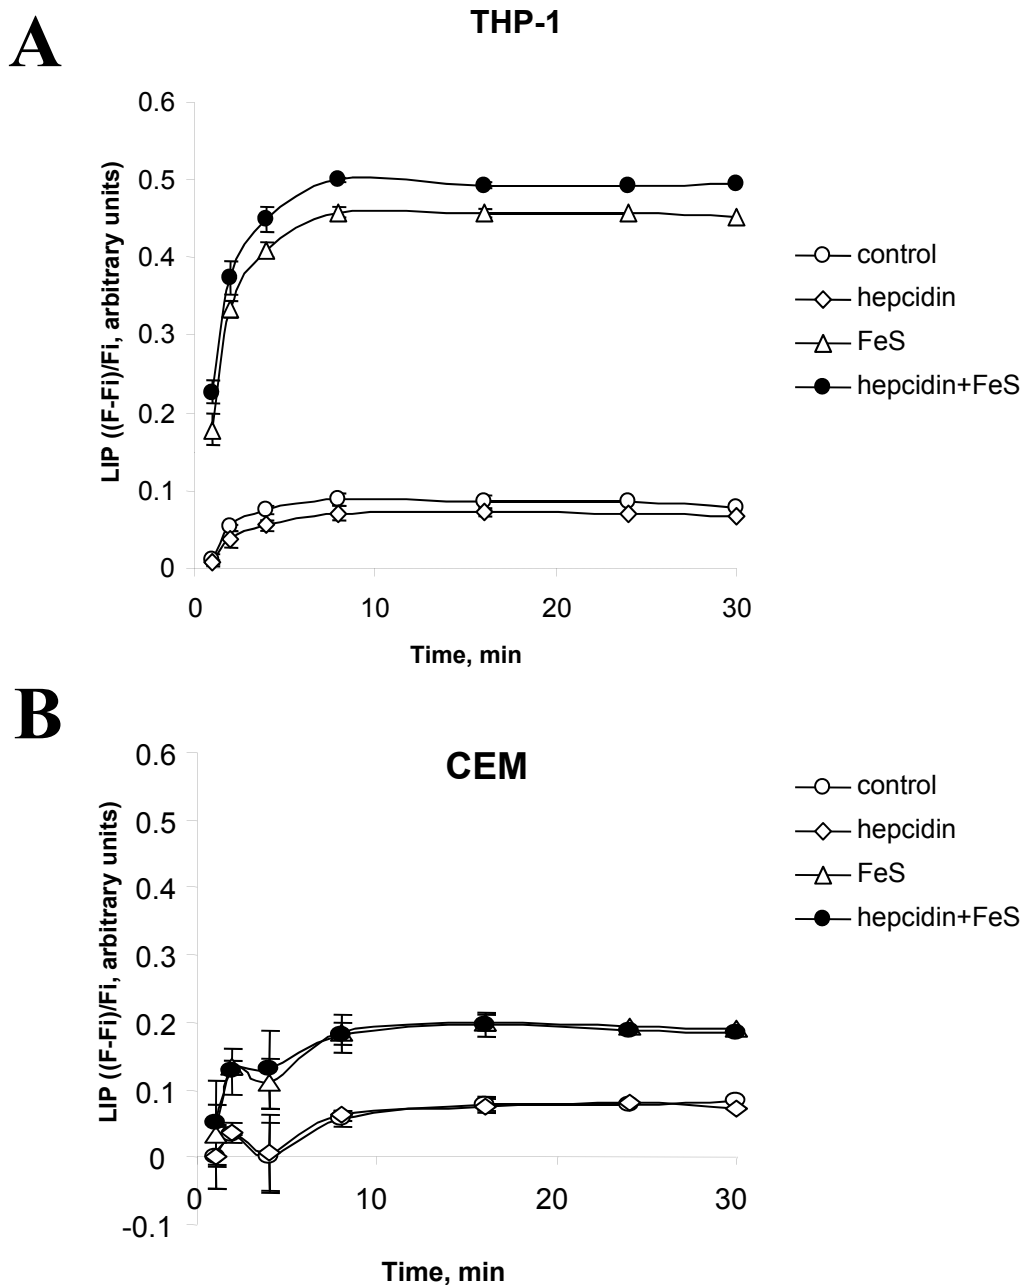 A
THP-1
0.6
0.5
0.4
0.3
0.2
0.1
0
0
10
20
30
LIP ((F-Fi)/Fi, arbitrary units)
Time, min
control
hepcidin
FeS
hepcidin+FeS
B
CEM
0.6
0.5
0.4
0.3
0.2
0.1
0
-0.1
0
10
20
30
LIP ((F-Fi)/Fi, arbitrary units)
Time, min
control
hepcidin
FeS
hepcidin+FeS